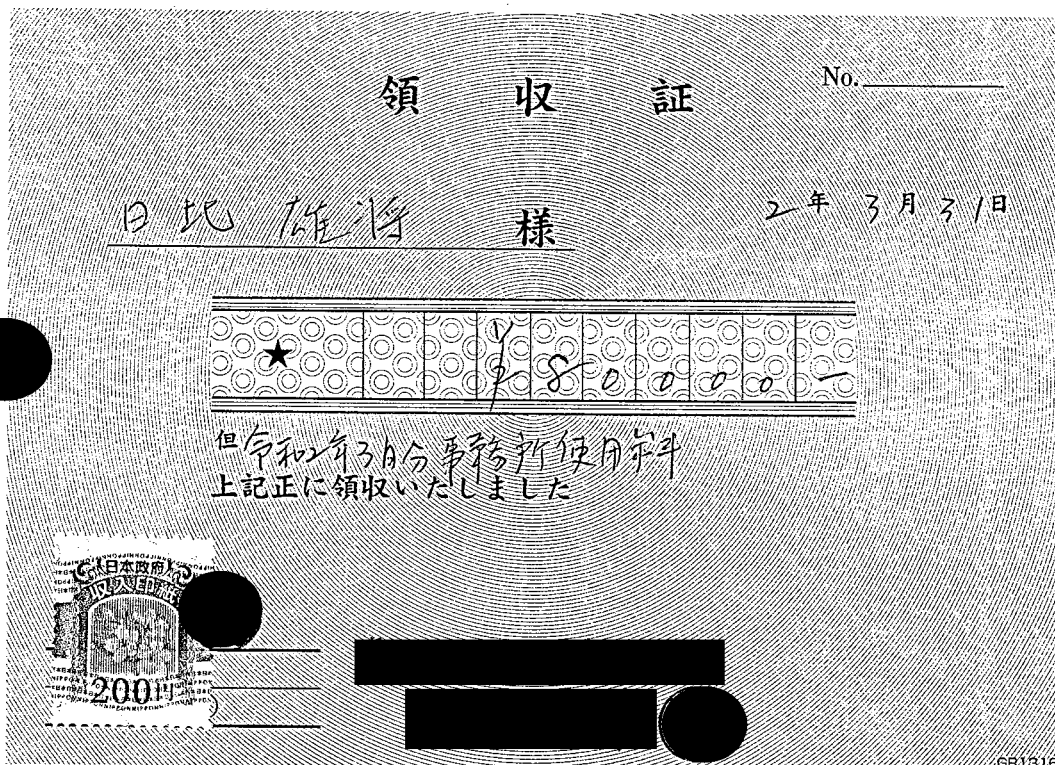 領収証
No.
日比 雄将 様
2年 3月 31日
★ ¥280000-
但 令和2年3月分事務所使用料
上記正に領収いたしました
日本政府
収入印紙
200円
GB1316